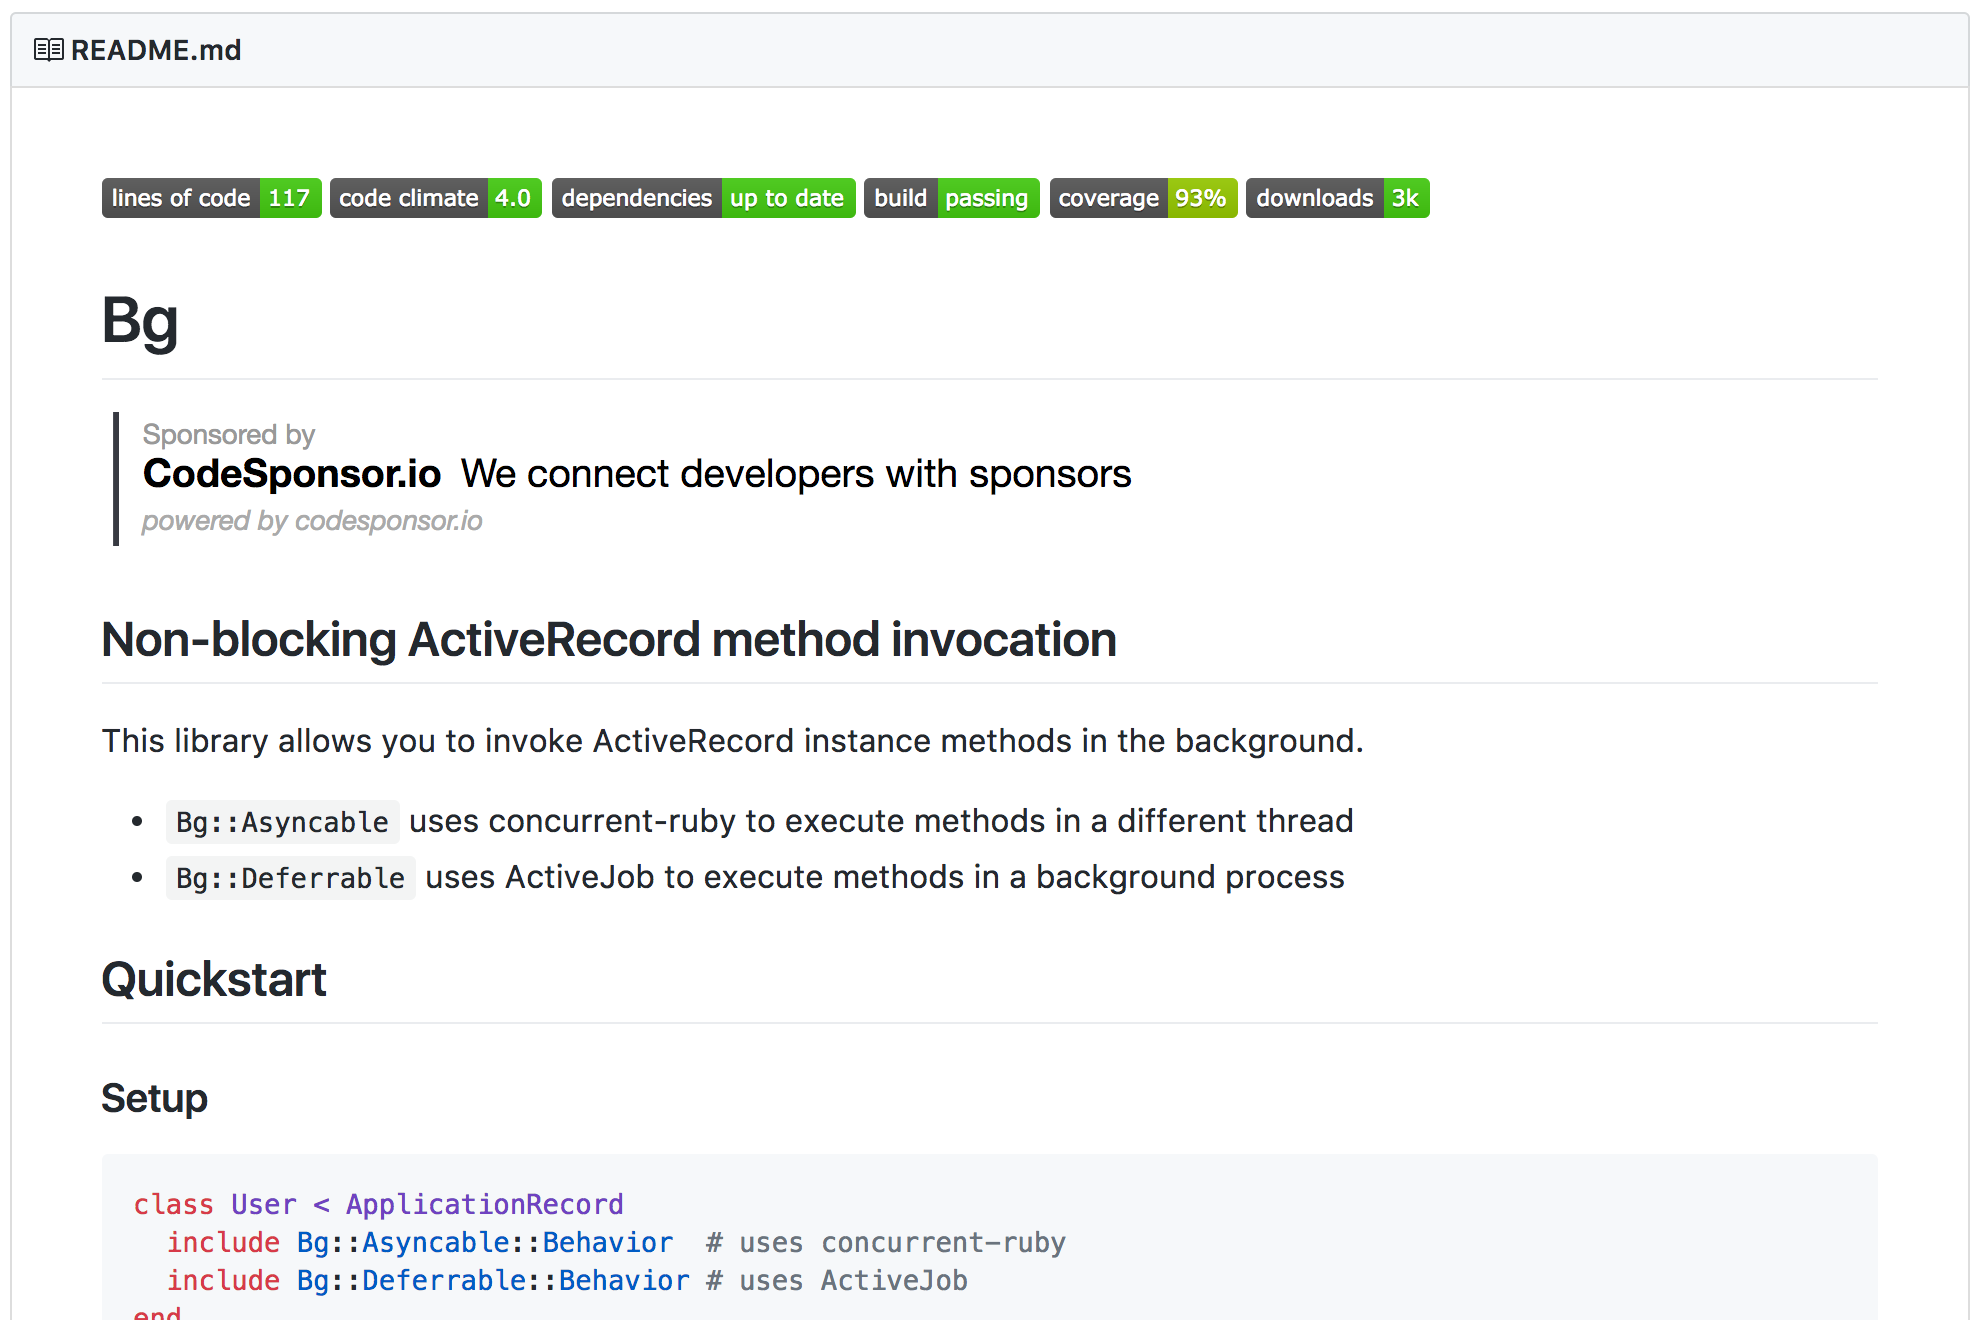 README.md
lines of code 117 code climate 4.0 dependencies up to date build passing coverage 93% downloads 3k
Bg
Sponsored by
CodeSponsor.io We connect developers with sponsors
powered by codesponsor.io
Non-blocking ActiveRecord method invocation
This library allows you to invoke ActiveRecord instance methods in the background.
• Bg::Asyncable uses concurrent-ruby to execute methods in a different thread
• Bg::Deferrable uses ActiveJob to execute methods in a background process
Quickstart
Setup
class User < ApplicationRecord
  include Bg::Asyncable::Behavior  # uses concurrent-ruby
  include Bg::Deferrable::Behavior # uses ActiveJob
end